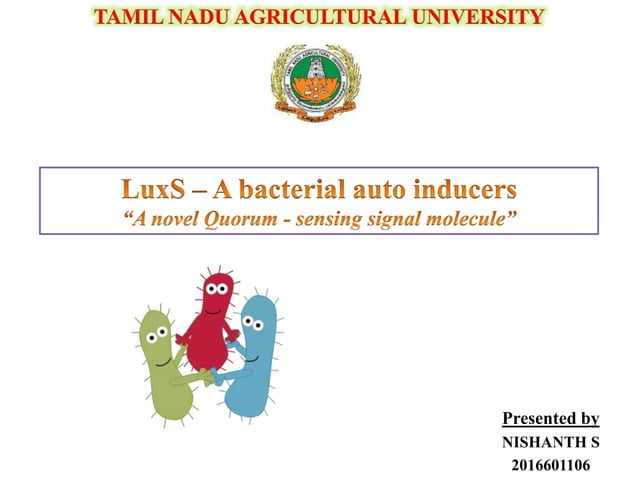 TAMIL NADU AGRICULTURAL UNIVERSITY
LuxS – A bacterial auto inducers
“A novel Quorum - sensing signal molecule”
Presented by
NISHANTH S
2016601106